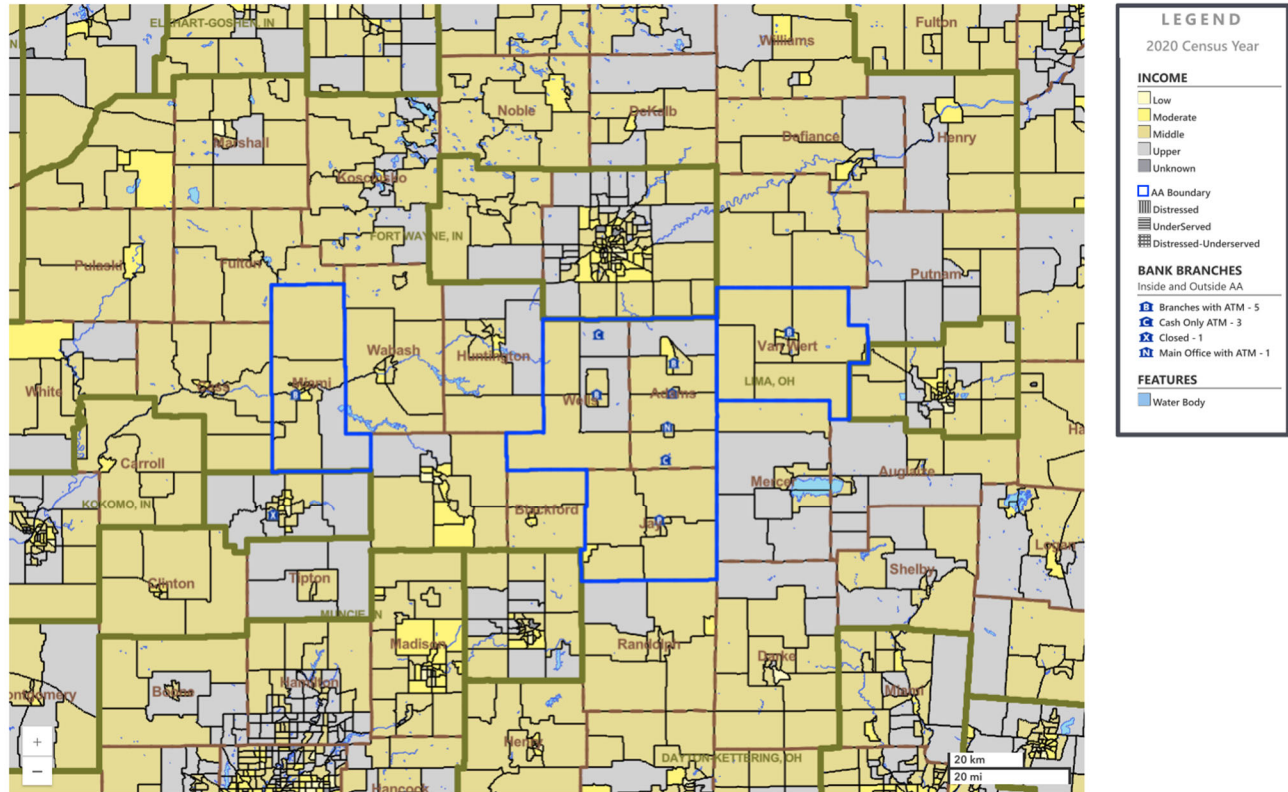 ELKHART-GOSHEN, IN
Fulton
Williams
Noble
DeKalb
Marshall
Defiance
Henry
Kosciusko
FORT WAYNE, IN
Pulaski
Fulton
Putnam
Wabash
Huntington
Van Wert
White
Cass
Miami
Wells
Adams
LIMA, OH
Carroll
Mercer
Auglaize
KOKOMO, IN
Blackford
Jay
Logan
Clinton
Tipton
Shelby
MUNCIE, IN
Madison
Randolph
Darke
Boone
Hamilton
Miami
Henry
DAYTON-KETTERING, OH
Hancock
+
−
20 km
20 mi
LEGEND
2020 Census Year
INCOME
Low
Moderate
Middle
Upper
Unknown
AA Boundary
Distressed
UnderServed
Distressed-Underserved
BANK BRANCHES
Inside and Outside AA
B Branches with ATM - 5
C Cash Only ATM - 3
X Closed - 1
N Main Office with ATM - 1
FEATURES
Water Body